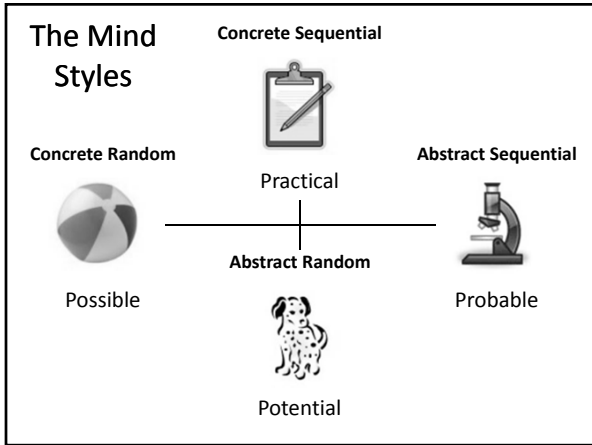 The Mind
Styles
Concrete Sequential
Practical
Concrete Random
Possible
Abstract Sequential
Probable
Abstract Random
Potential